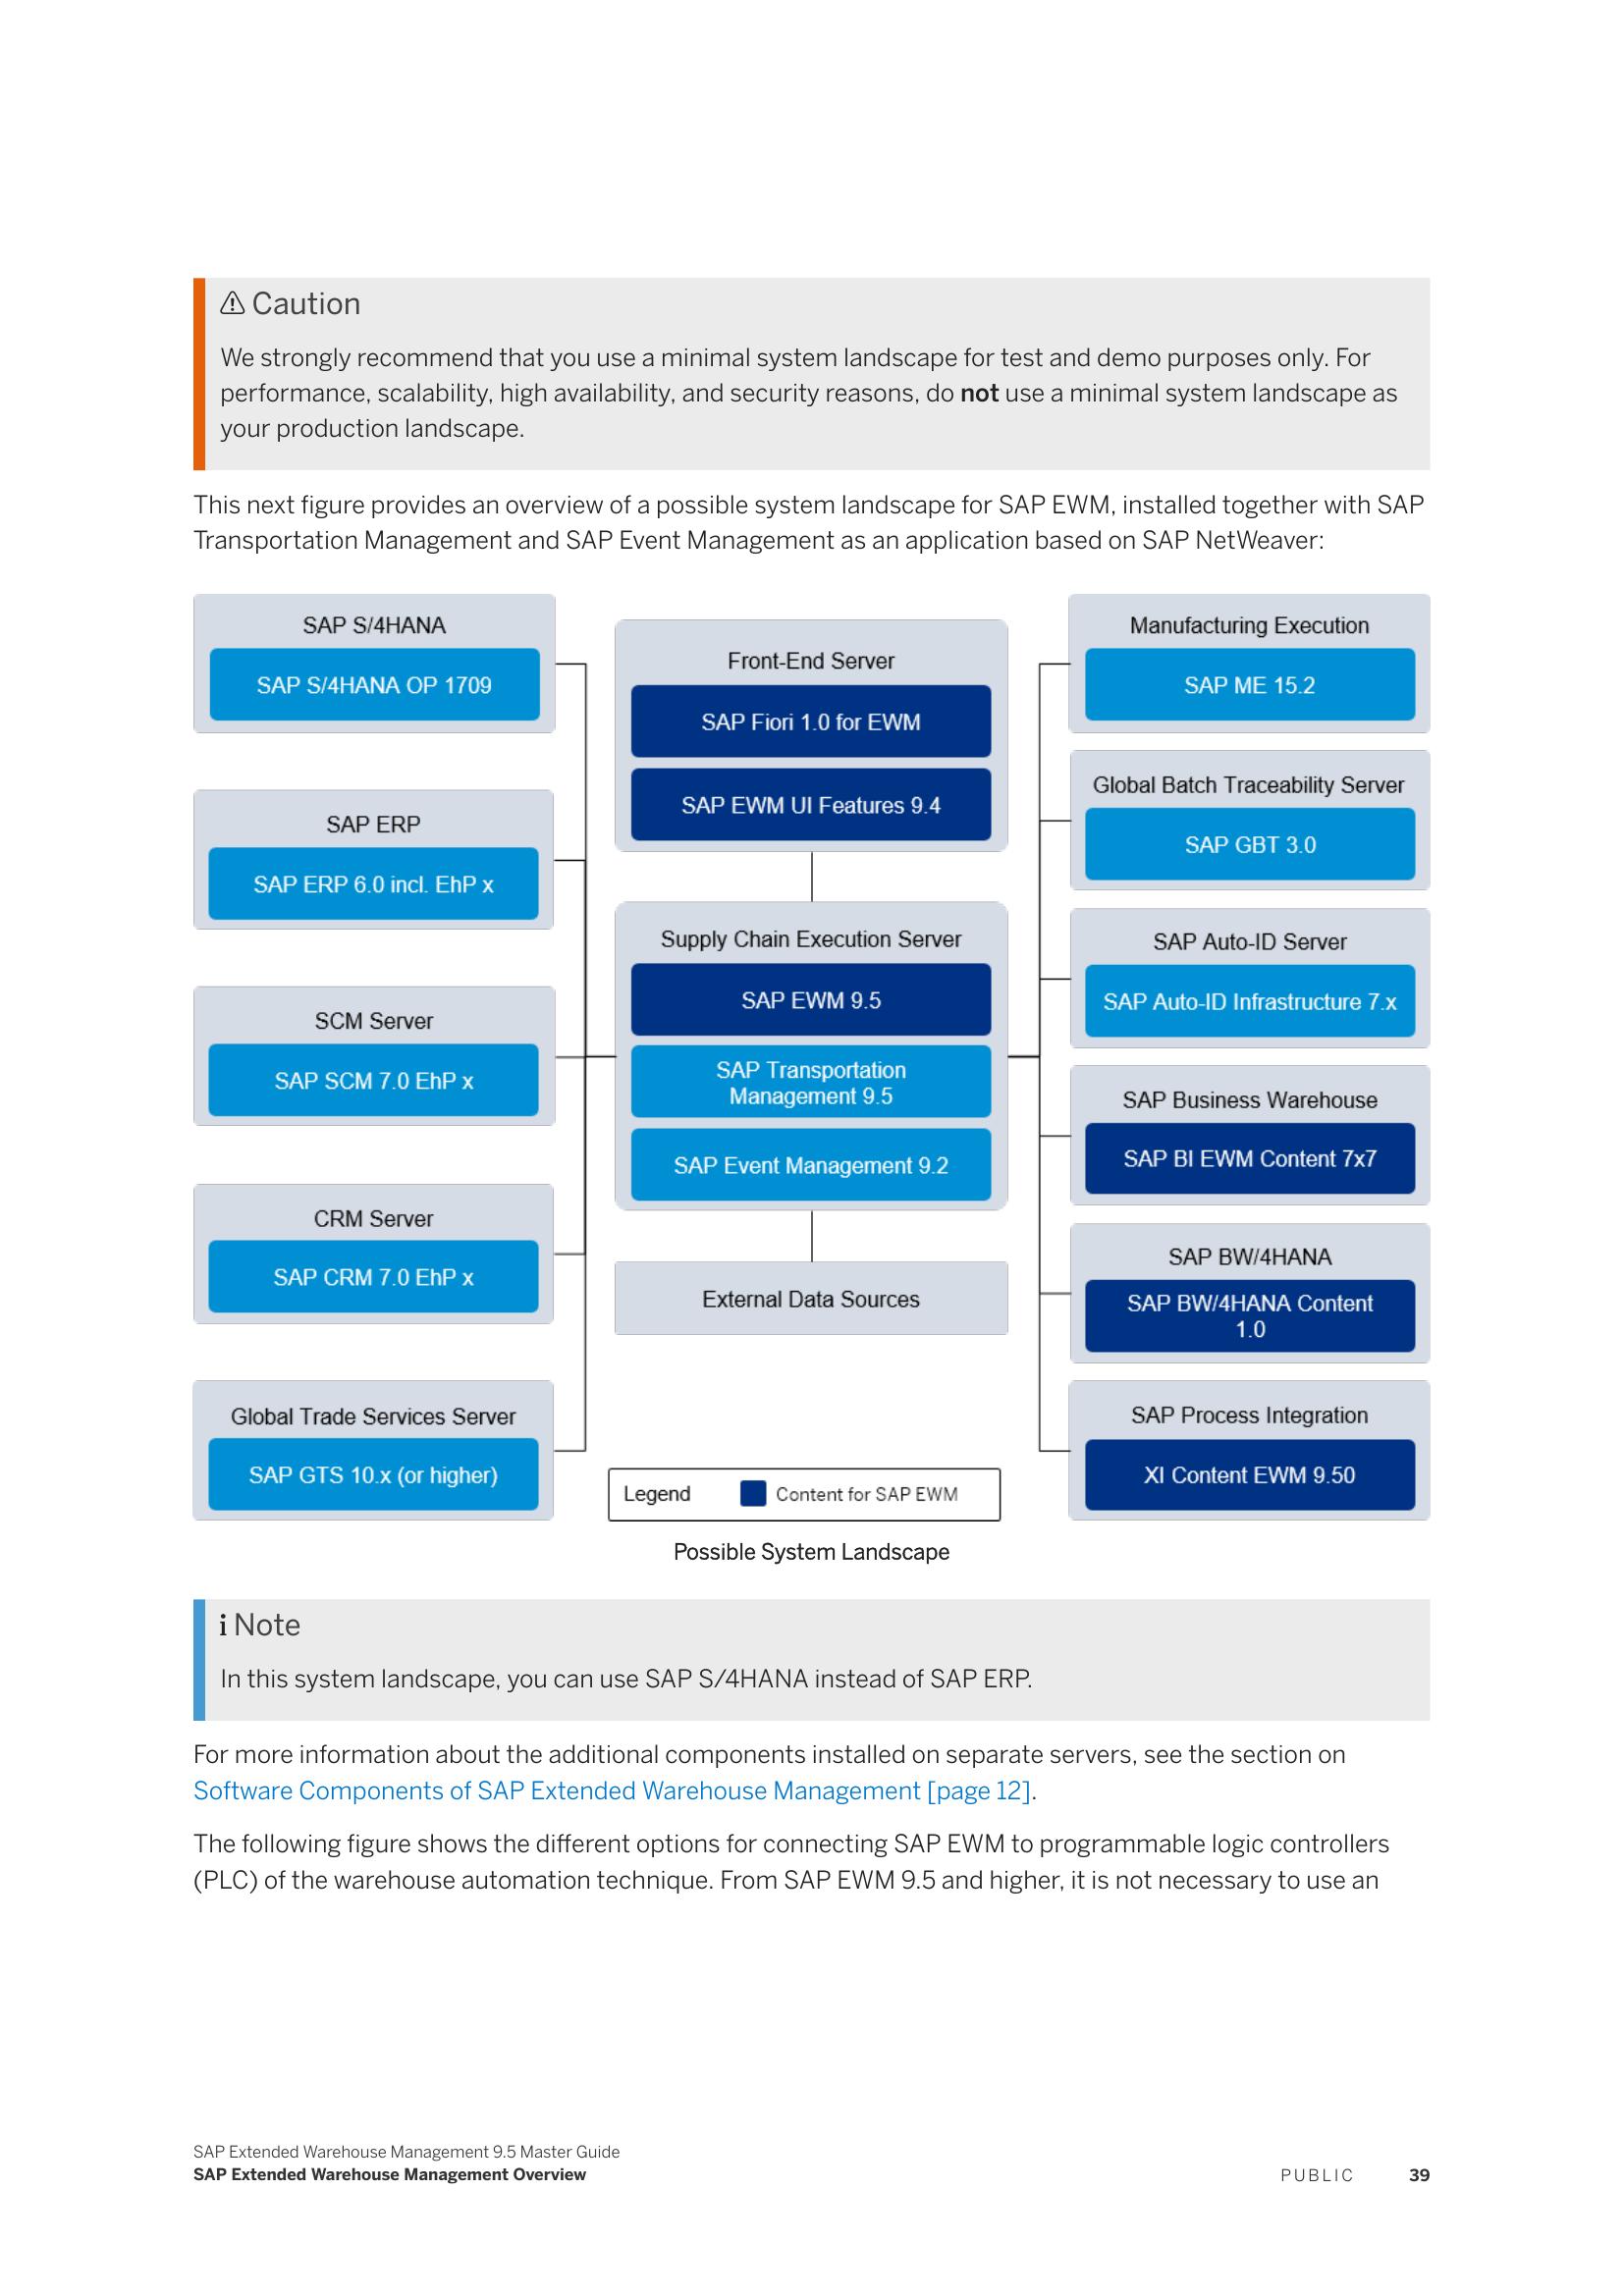 ⚠ Caution
We strongly recommend that you use a minimal system landscape for test and demo purposes only. For
performance, scalability, high availability, and security reasons, do not use a minimal system landscape as
your production landscape.
This next figure provides an overview of a possible system landscape for SAP EWM, installed together with SAP
Transportation Management and SAP Event Management as an application based on SAP NetWeaver:
SAP S/4HANA
SAP S/4HANA OP 1709
SAP ERP
SAP ERP 6.0 incl. EhP x
SCM Server
SAP SCM 7.0 EhP x
CRM Server
SAP CRM 7.0 EhP x
Global Trade Services Server
SAP GTS 10.x (or higher)
Front-End Server
SAP Fiori 1.0 for EWM
SAP EWM UI Features 9.4
Supply Chain Execution Server
SAP EWM 9.5
SAP Transportation
Management 9.5
SAP Event Management 9.2
External Data Sources
Legend
Content for SAP EWM
Manufacturing Execution
SAP ME 15.2
Global Batch Traceability Server
SAP GBT 3.0
SAP Auto-ID Server
SAP Auto-ID Infrastructure 7.x
SAP Business Warehouse
SAP BI EWM Content 7x7
SAP BW/4HANA
SAP BW/4HANA Content
1.0
SAP Process Integration
XI Content EWM 9.50
Possible System Landscape
i Note
In this system landscape, you can use SAP S/4HANA instead of SAP ERP.
For more information about the additional components installed on separate servers, see the section on
Software Components of SAP Extended Warehouse Management [page 12].
The following figure shows the different options for connecting SAP EWM to programmable logic controllers
(PLC) of the warehouse automation technique. From SAP EWM 9.5 and higher, it is not necessary to use an
SAP Extended Warehouse Management 9.5 Master Guide
SAP Extended Warehouse Management Overview
PUBLIC 39